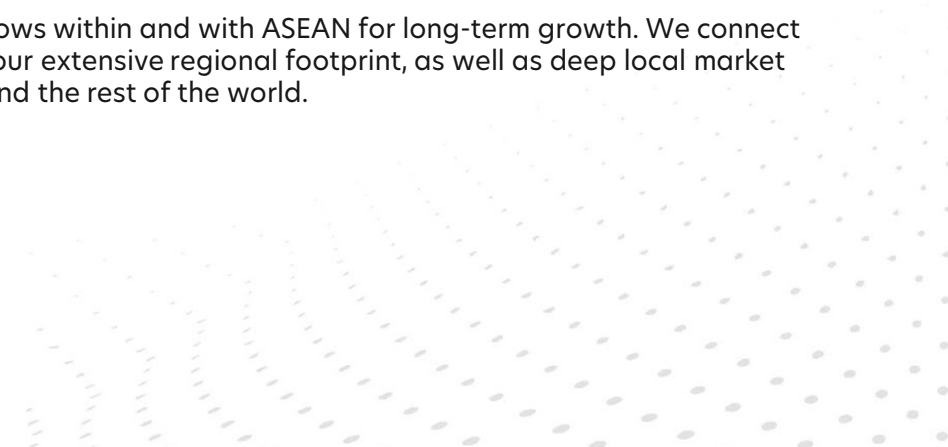 ows within and with ASEAN for long-term growth. We connect
our extensive regional footprint, as well as deep local market
nd the rest of the world.